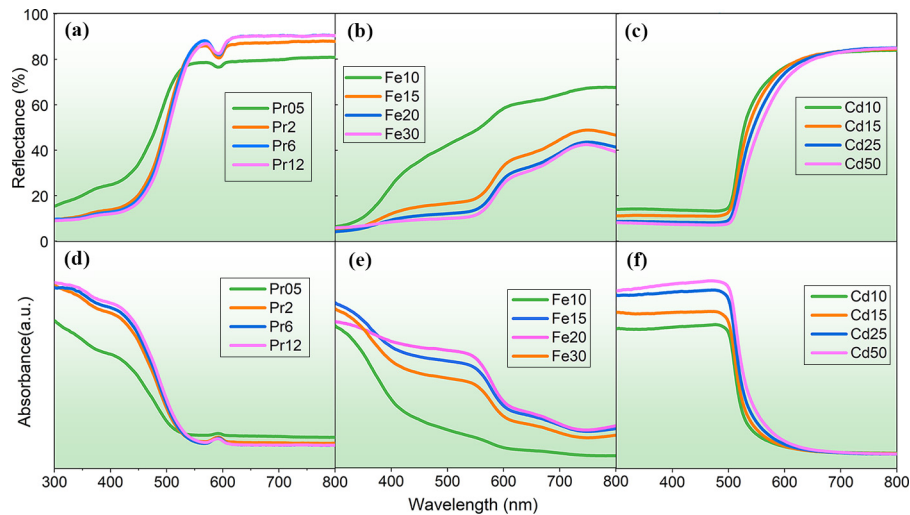 (a)
(b)
(c)
100
80
60
40
20
0
Reflectance (%)
Pr05
Pr2
Pr6
Pr12
Fe10
Fe15
Fe20
Fe30
Cd10
Cd15
Cd25
Cd50
(d)
(e)
(f)
Absorbance(a.u.)
Pr05
Pr2
Pr6
Pr12
Fe10
Fe15
Fe20
Fe30
Cd10
Cd15
Cd25
Cd50
300 400 500 600 700 800 300 400 500 600 700 800 300 400 500 600 700 800
Wavelength (nm)